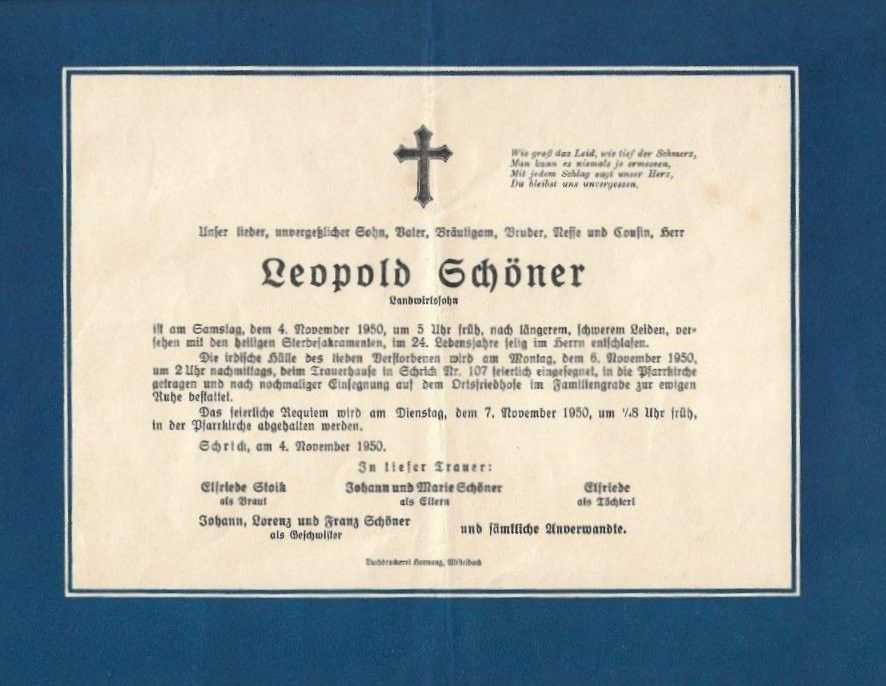 Wie groß das Leid, wie tief der Schmerz,
Man kann es niemals je ermessen,
Mit jedem Schlag sagt unser Herz,
Du bleibst uns unvergessen.
Unser lieber, unvergeßlicher Sohn, Vater, Bräutigam, Bruder, Neffe und Cousin, Herr
Leopold Schöner
Landwirtssohn
ist am Samstag, dem 4. November 1950, um 5 Uhr früh, nach längerem, schwerem Leiden, ver-
sehen mit den heiligen Sterbesakramenten, im 24. Lebensjahre selig im Herrn entschlafen.
Die irdische Hülle des lieben Verstorbenen wird am Montag, dem 6. November 1950,
um 2 Uhr nachmittags, beim Trauerhause in Schrick Nr. 107 feierlich eingesegnet, in die Pfarrkirche
getragen und nach nochmaliger Einsegnung auf dem Ortsfriedhofe im Familiengrabe zur ewigen
Ruhe bestattet.
Das feierliche Requiem wird am Dienstag, dem 7. November 1950, um 8 Uhr früh,
in der Pfarrkirche abgehalten werden.
Schrick, am 4. November 1950.
In tiefer Trauer:
Elfriede Stoik Johann und Marie Schöner Elfriede
als Braut als Eltern als Töchterl
Johann, Lorenz und Franz Schöner und sämtliche Anverwandte.
als Geschwister
Buchdruckerei Hornung, Mistelbach